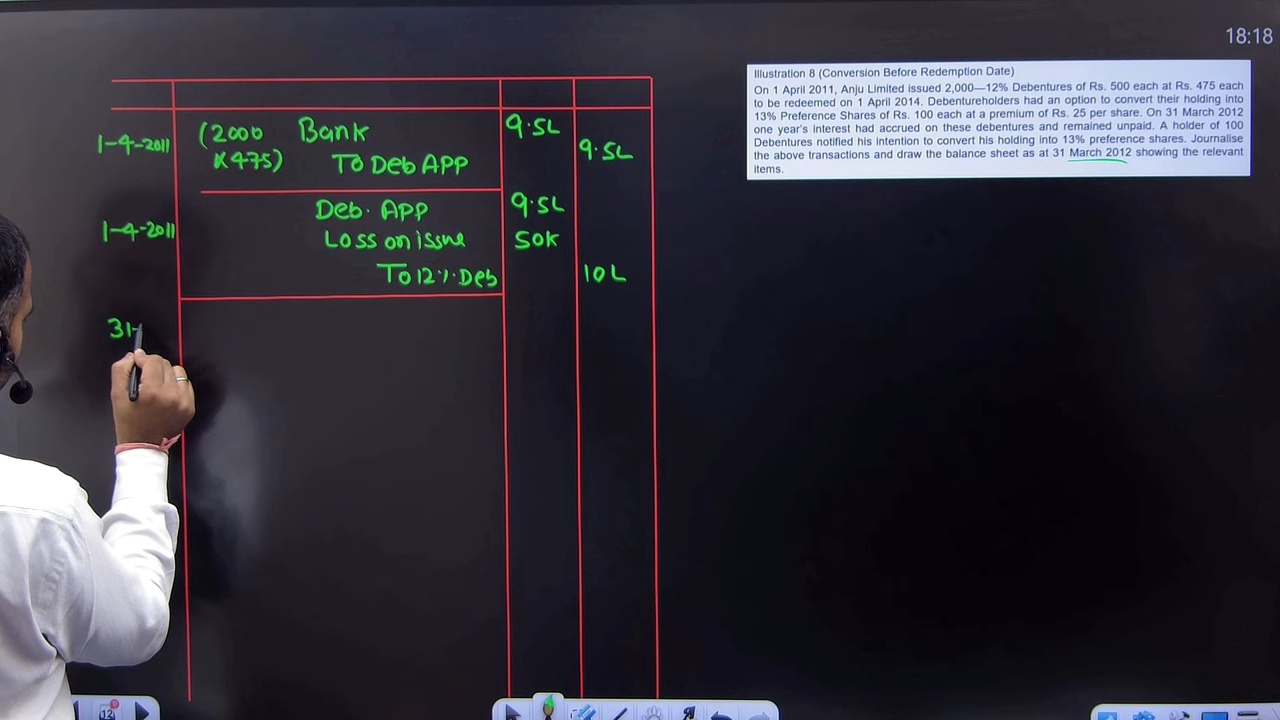 18:18
Illustration 8 (Conversion Before Redemption Date)
On 1 April 2011, Anju Limited issued 2,000—12% Debentures of Rs. 500 each at Rs. 475 each
to be redeemed on 1 April 2014. Debentureholders had an option to convert their holding into
13% Preference Shares of Rs. 100 each at a premium of Rs. 25 per share. On 31 March 2012
one year's interest had accrued on these debentures and remained unpaid. A holder of 100
Debentures notified his intention to convert his holding into 13% preference shares. Journalise
the above transactions and draw the balance sheet as at 31 March 2012 showing the relevant
items.
1-4-2011 (2000 Bank 9.5L
X475) To Deb APP 9.5L
Deb. APP 9.5L
1-4-2011 Loss on issue 50K
To 12%.Deb 10L
31-
12